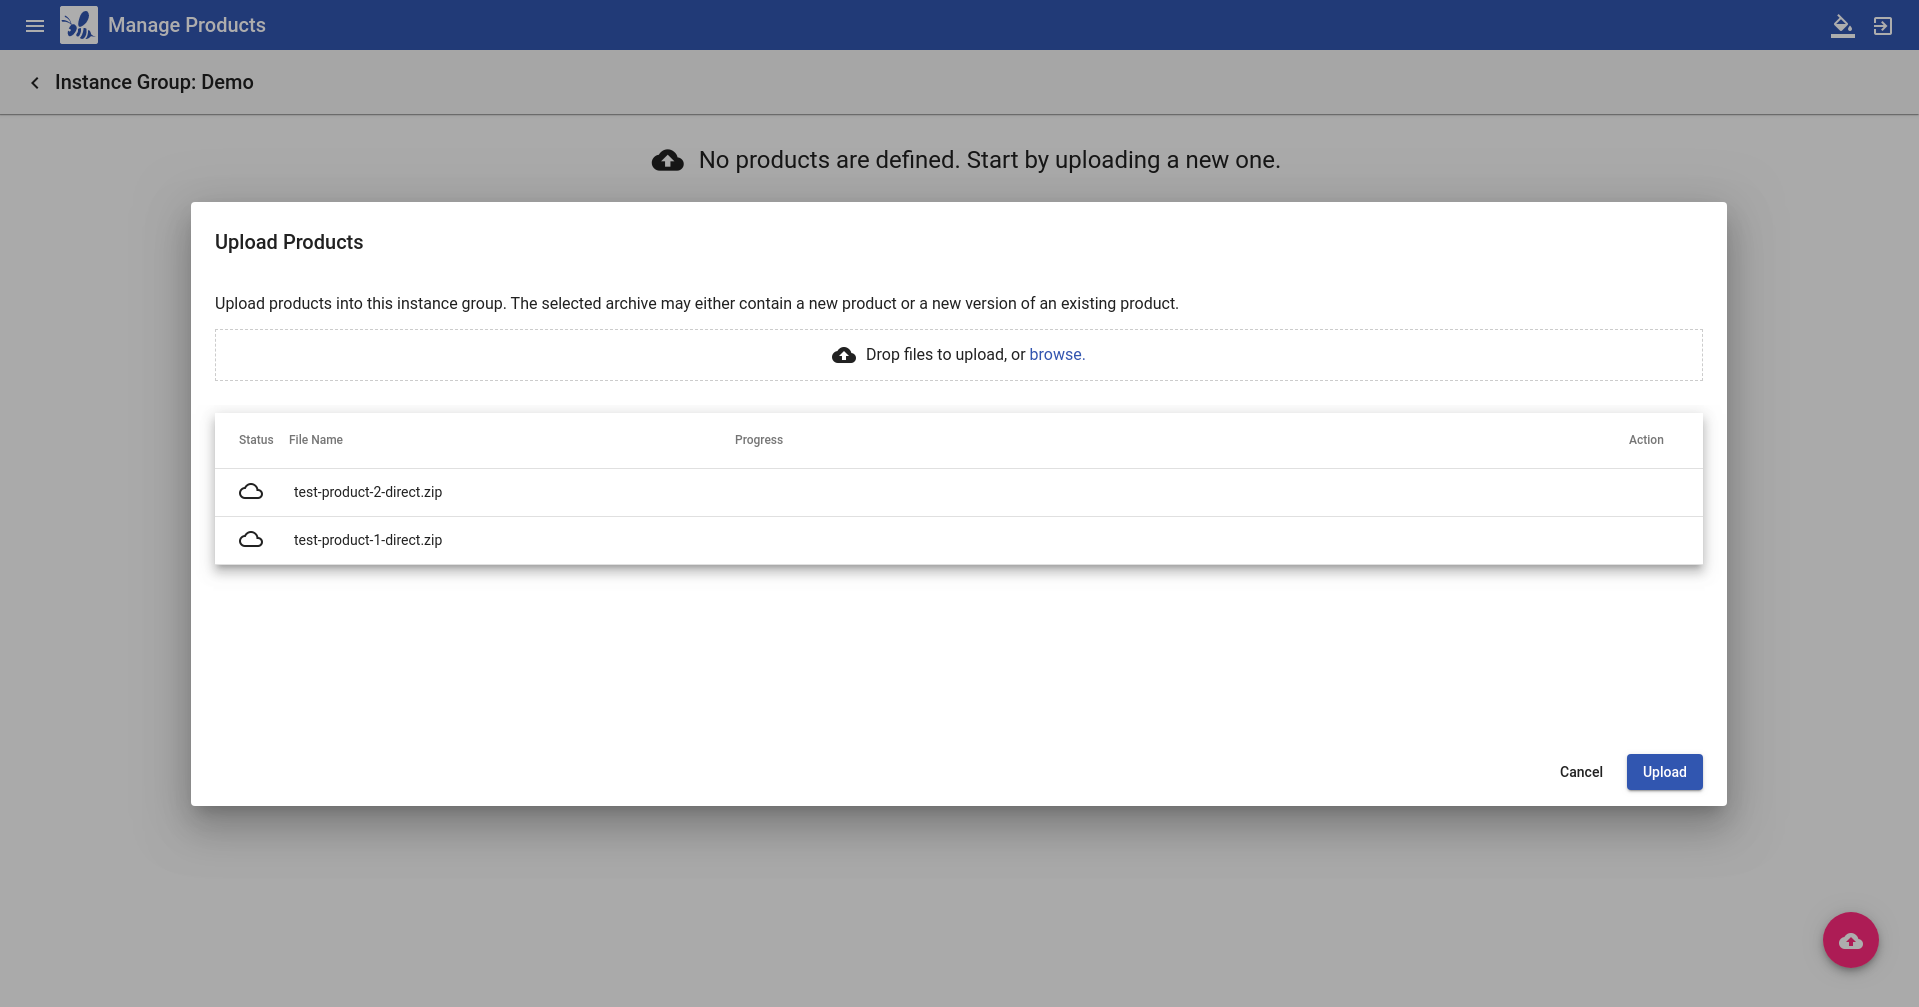 Manage Products
Instance Group: Demo
No products are defined. Start by uploading a new one.
Upload Products
Upload products into this instance group. The selected archive may either contain a new product or a new version of an existing product.
Drop files to upload, or browse.
Status File Name Progress Action
test-product-2-direct.zip
test-product-1-direct.zip
Cancel Upload